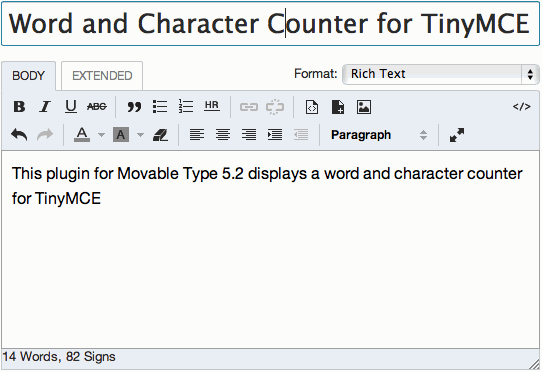 Word and Character Counter for TinyMCE
BODY EXTENDED Format: Rich Text
B I U ABC HR </>
A A Paragraph
This plugin for Movable Type 5.2 displays a word and character counter
for TinyMCE
14 Words, 82 Signs